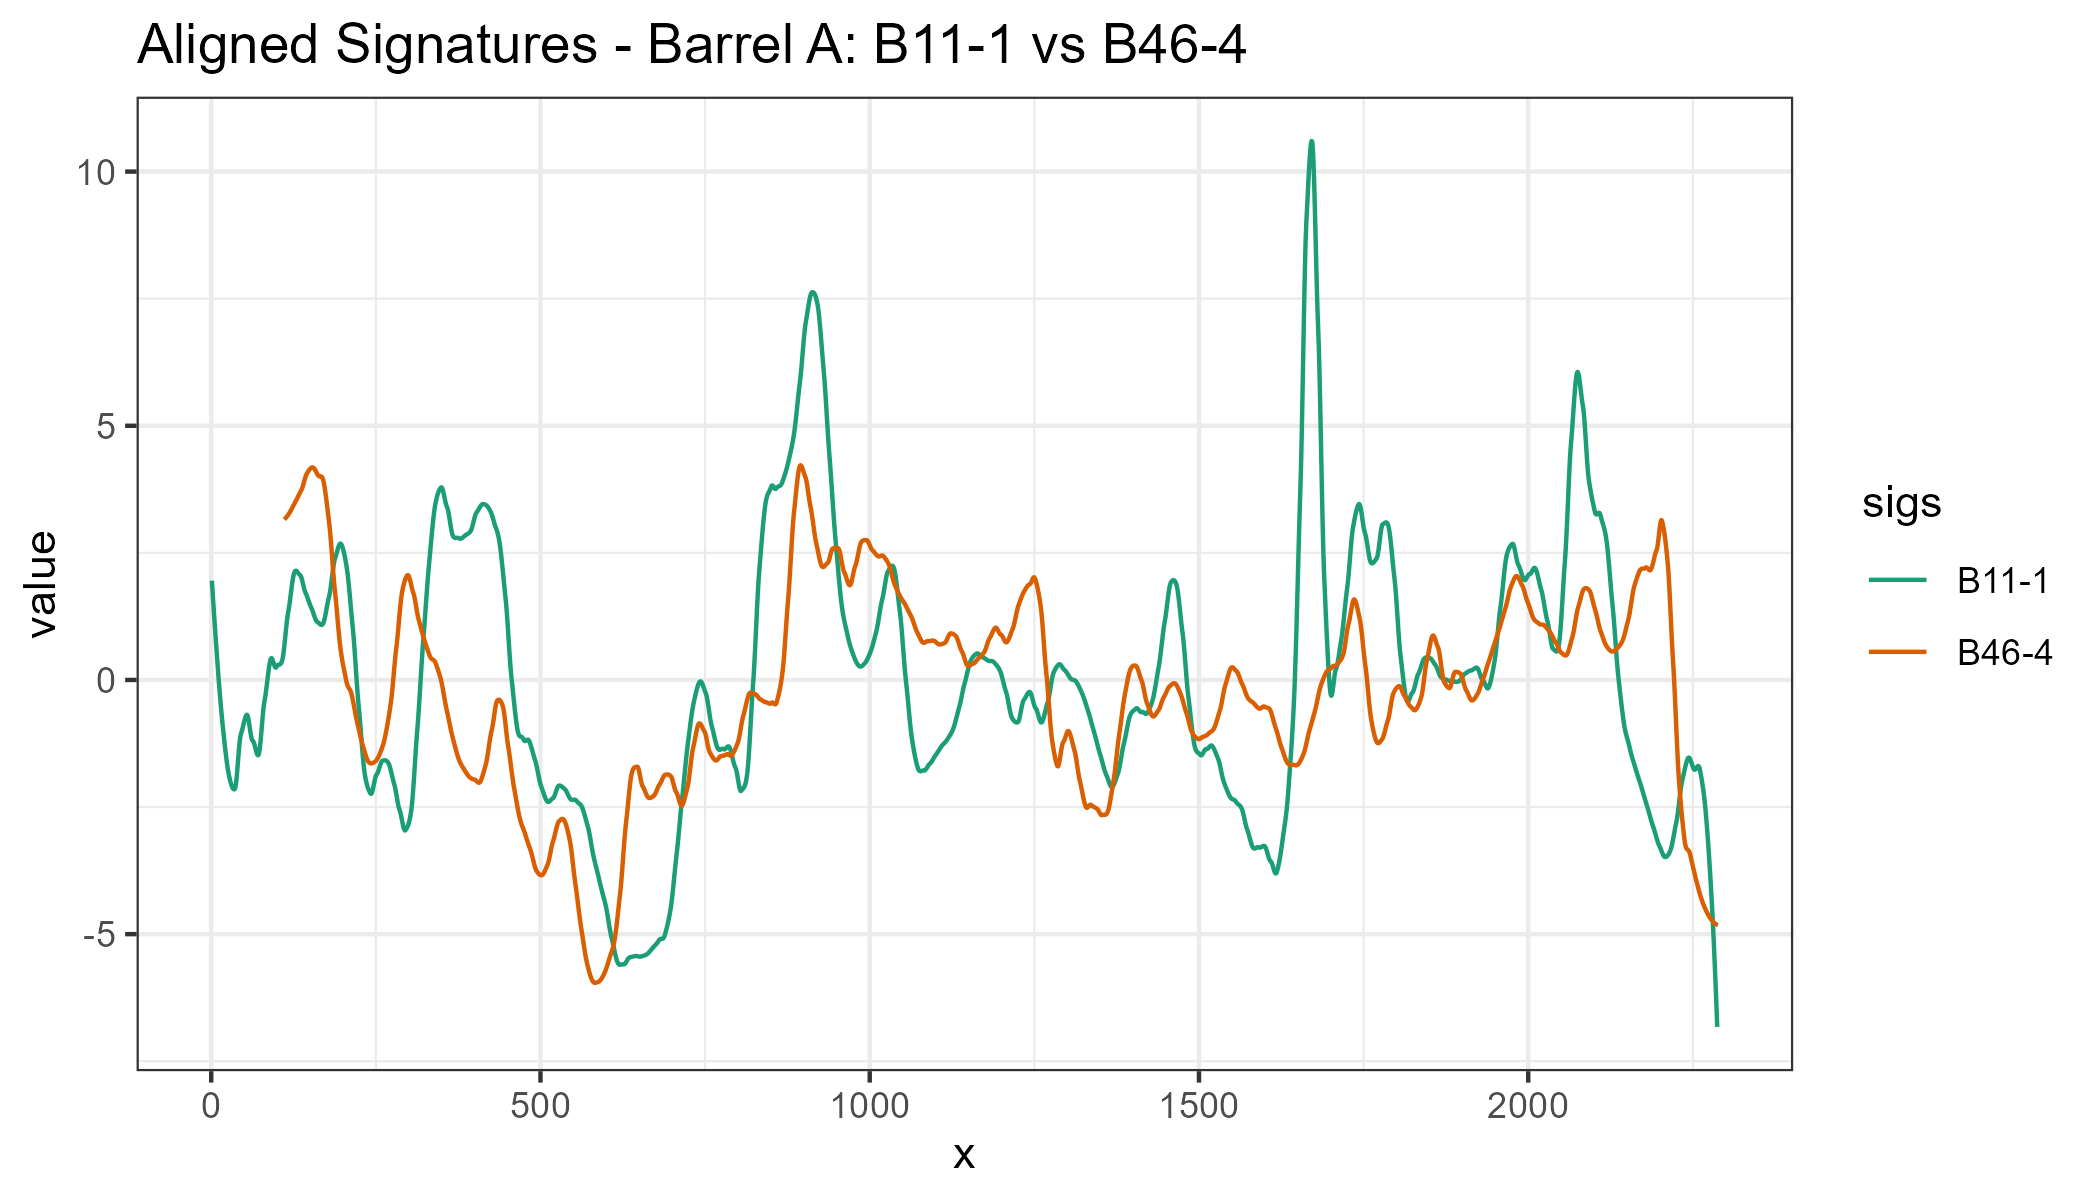 Aligned Signatures - Barrel A: B11-1 vs B46-4
10
5
0
-5
value
0 500 1000 1500 2000
x
sigs
B11-1
B46-4